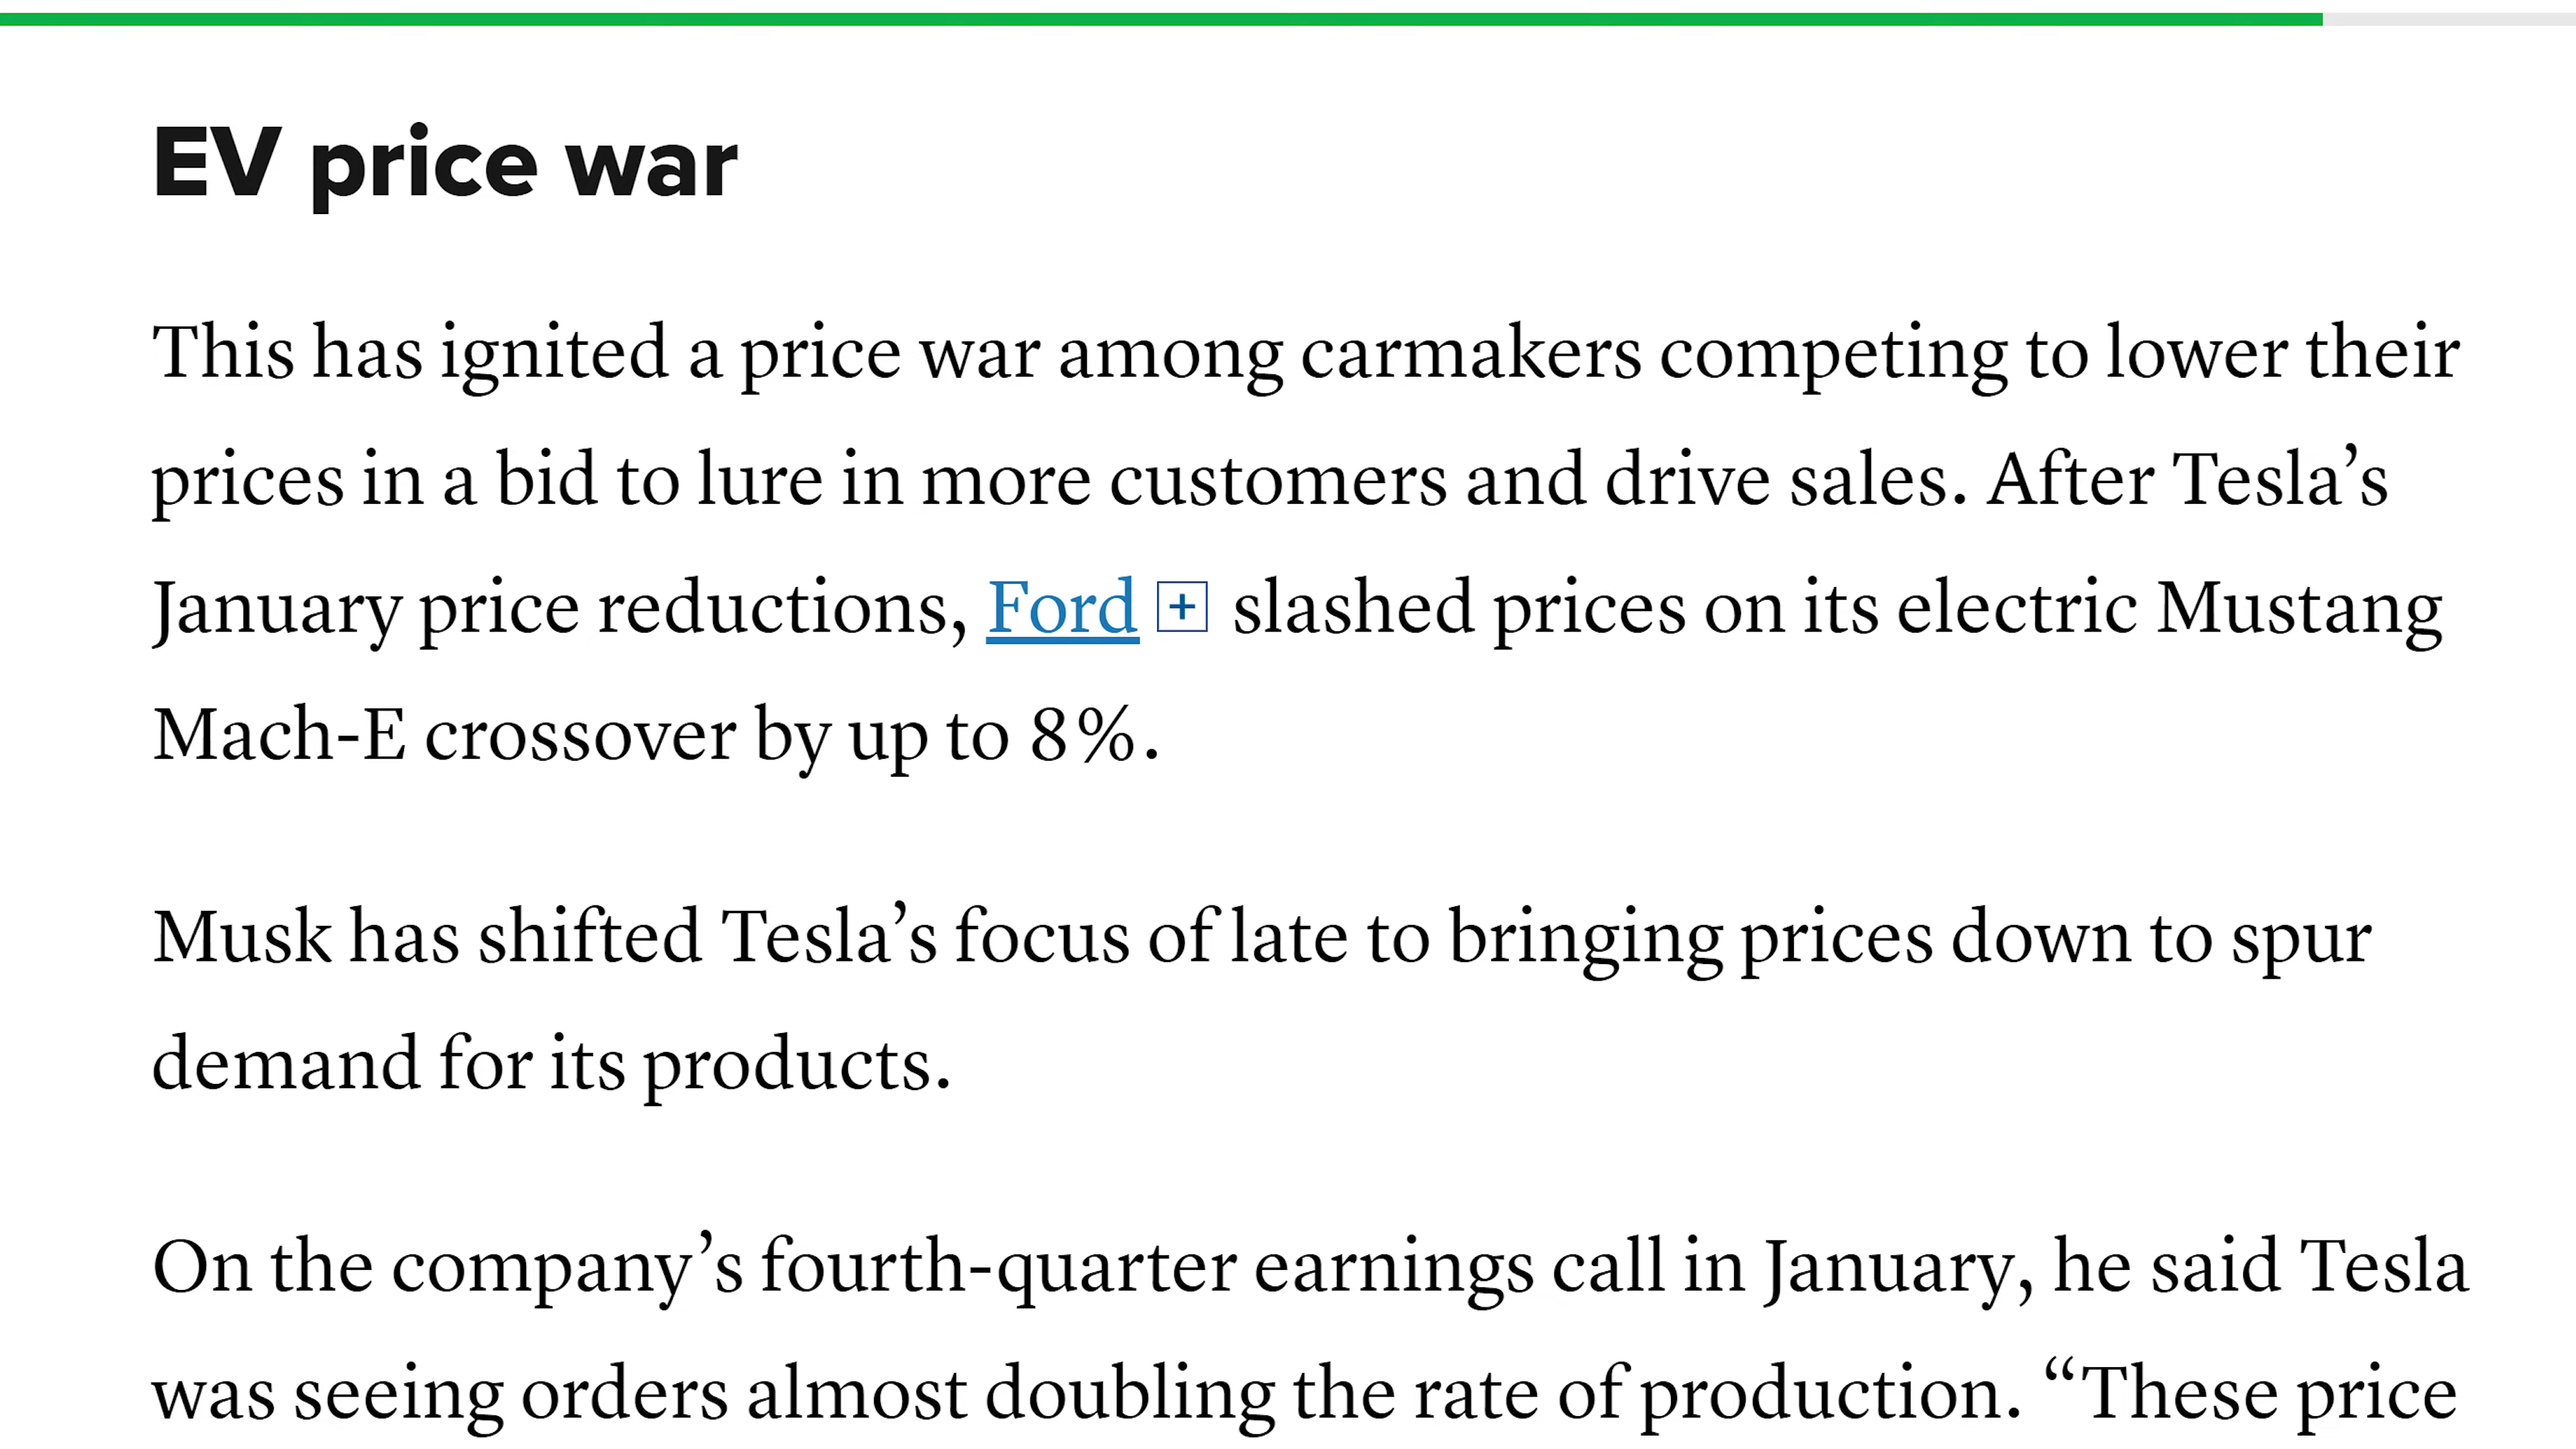 EV price war
This has ignited a price war among carmakers competing to lower their
prices in a bid to lure in more customers and drive sales. After Tesla’s
January price reductions, Ford + slashed prices on its electric Mustang
Mach-E crossover by up to 8%.
Musk has shifted Tesla’s focus of late to bringing prices down to spur
demand for its products.
On the company’s fourth-quarter earnings call in January, he said Tesla
was seeing orders almost doubling the rate of production. “These price